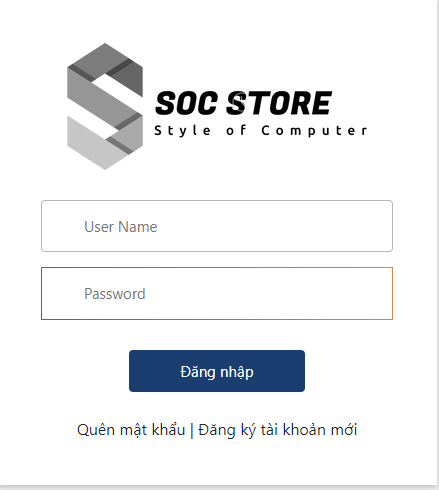 SOC STORE
Style of Computer
User Name
Password
Đăng nhập
Quên mật khẩu | Đăng ký tài khoản mới